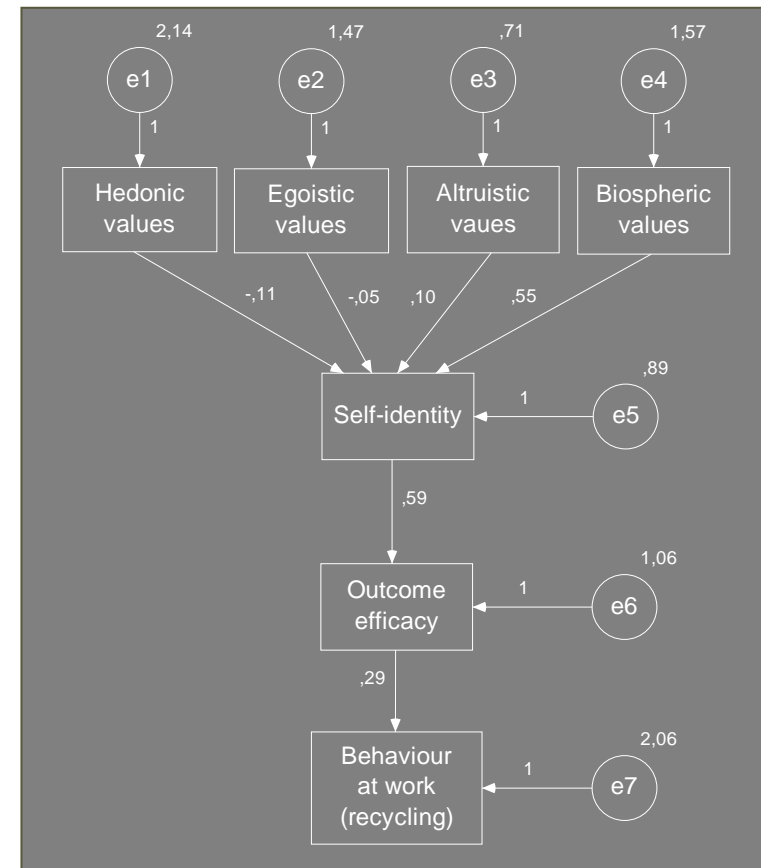 2,14
1,47
,71
1,57
e1
e2
e3
e4
1
1
1
1
Hedonic
values
Egoistic
values
Altruistic
vaues
Biospheric
values
-,11
-,05
,10
,55
,89
Self-identity
1
e5
,59
1,06
Outcome
efficacy
1
e6
,29
2,06
Behaviour
at work
(recycling)
1
e7